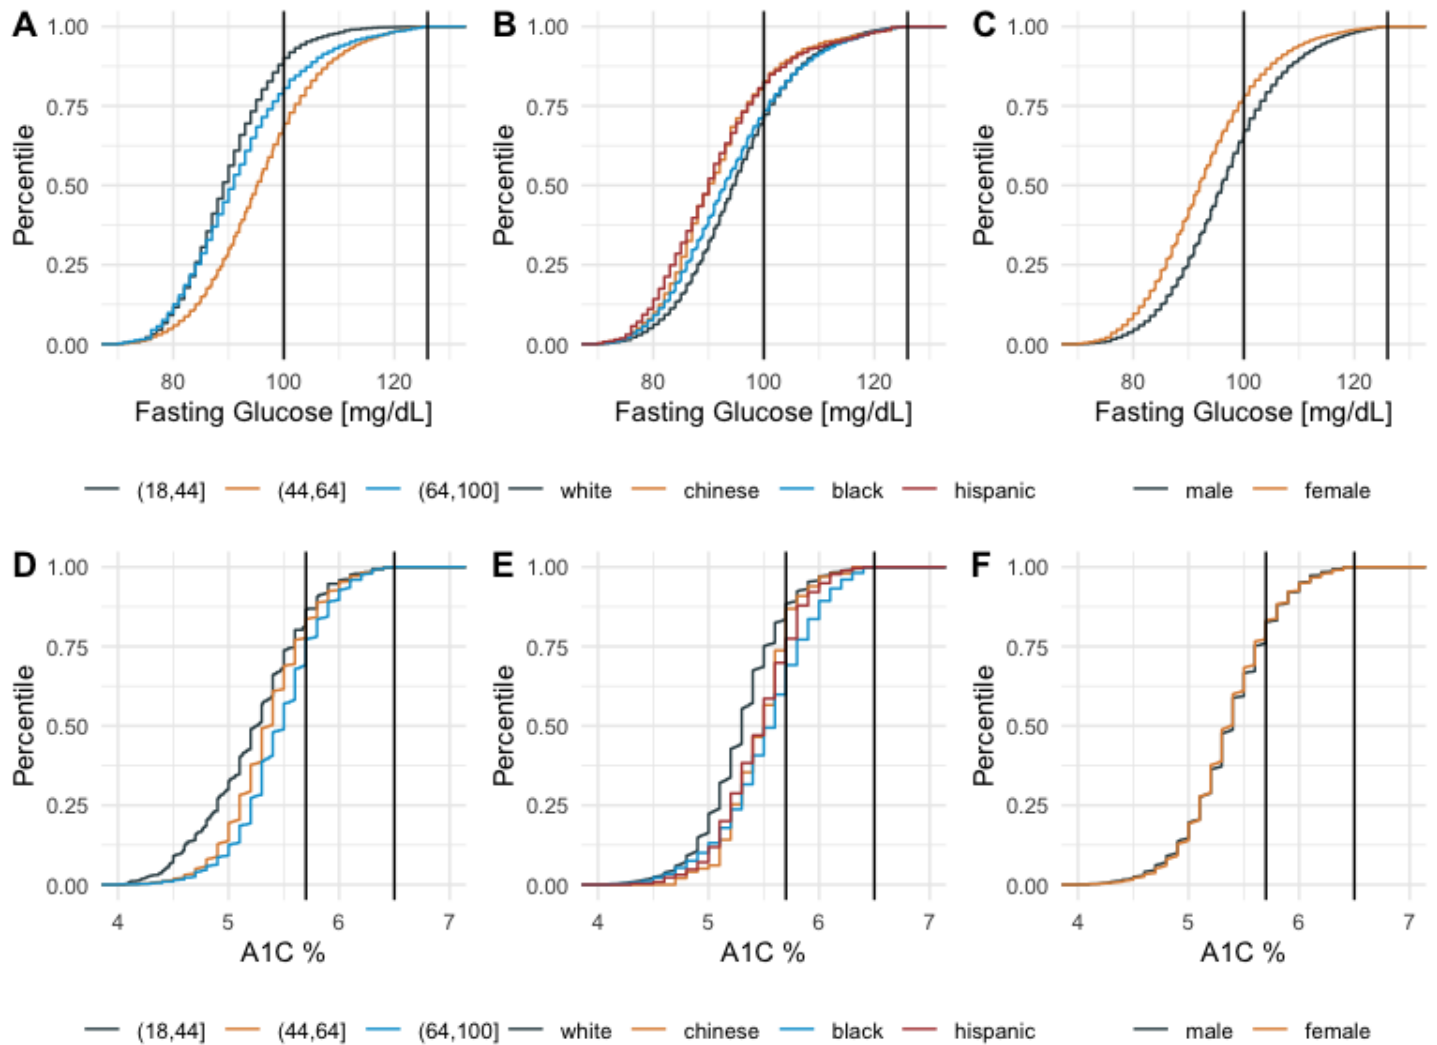 A B C
1.00 1.00 1.00
0.75 0.75 0.75
0.50 0.50 0.50
0.25 0.25 0.25
0.00 0.00 0.00
Percentile Percentile Percentile
80 100 120 80 100 120 80 100 120
Fasting Glucose [mg/dL] Fasting Glucose [mg/dL] Fasting Glucose [mg/dL]
(18,44] (44,64] (64,100] white chinese black hispanic male female
D E F
1.00 1.00 1.00
0.75 0.75 0.75
0.50 0.50 0.50
0.25 0.25 0.25
0.00 0.00 0.00
Percentile Percentile Percentile
4 5 6 7 4 5 6 7 4 5 6 7
A1C % A1C % A1C %
(18,44] (44,64] (64,100] white chinese black hispanic male female